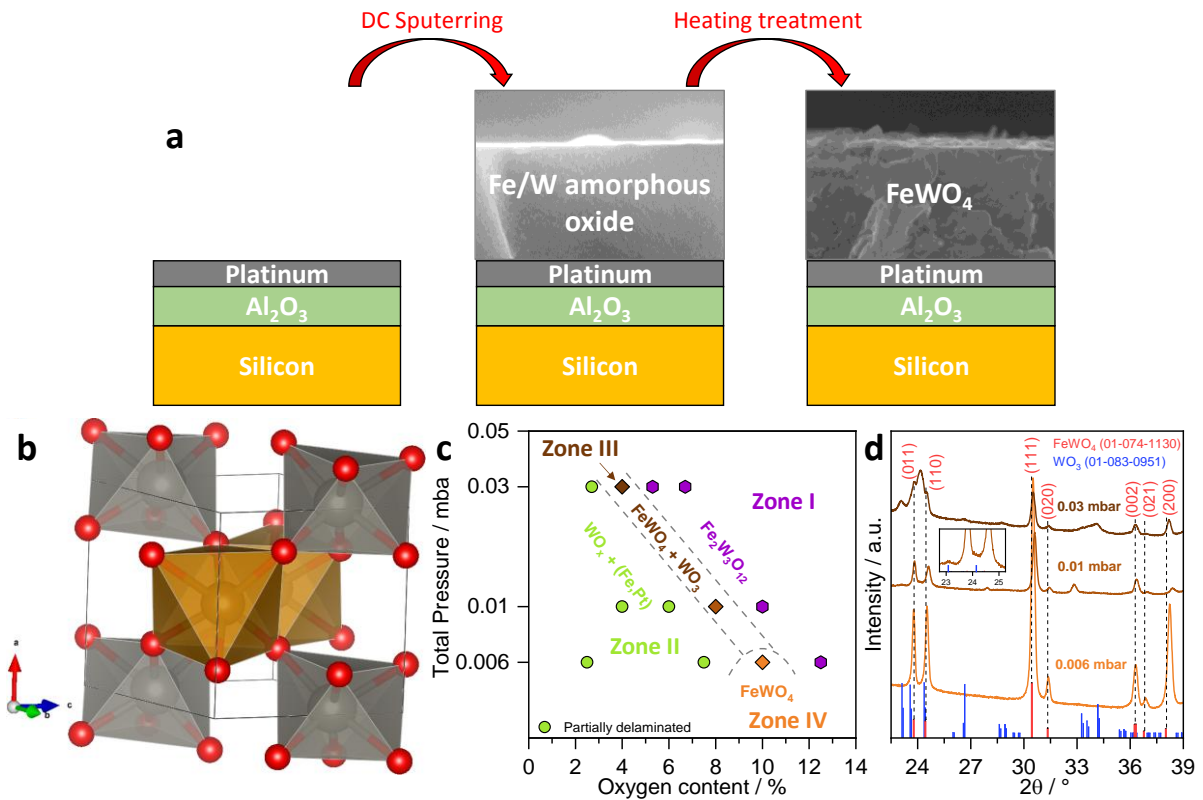 DC Sputerring
Heating treatment
a
Fe/W amorphous
oxide
FeWO₄
Platinum
Platinum
Platinum
Al₂O₃
Al₂O₃
Al₂O₃
Silicon
Silicon
Silicon
b
a
b
c
c
Total Pressure / mba
0.05
0.03
0.01
0.006
Zone III
Zone I
FeWO₄ + WO₃
Fe₂W₃O₁₂
WOₓ + (Fe,Pt)
Zone II
FeWO₄
Zone IV
Partially delaminated
0
2
4
6
8
10
12
14
Oxygen content / %
d
Intensity / a.u.
FeWO₄ (01-074-1130)
WO₃ (01-083-0951)
(011)
(110)
(111)
(020)
(002)
(021)
(200)
0.03 mbar
23
24
25
0.01 mbar
0.006 mbar
24
27
30
33
36
39
2θ / °